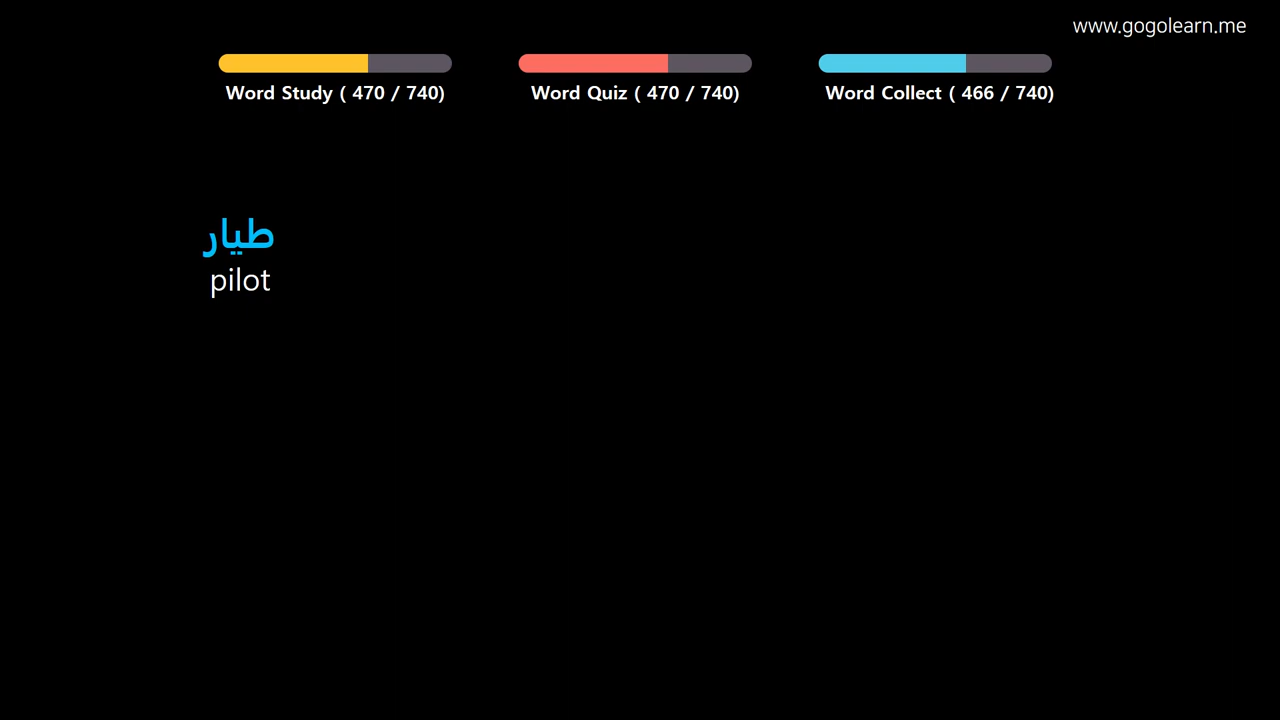 www.gogolearn.me
Word Study ( 470 / 740)
Word Quiz ( 470 / 740)
Word Collect ( 466 / 740)
طيار
pilot